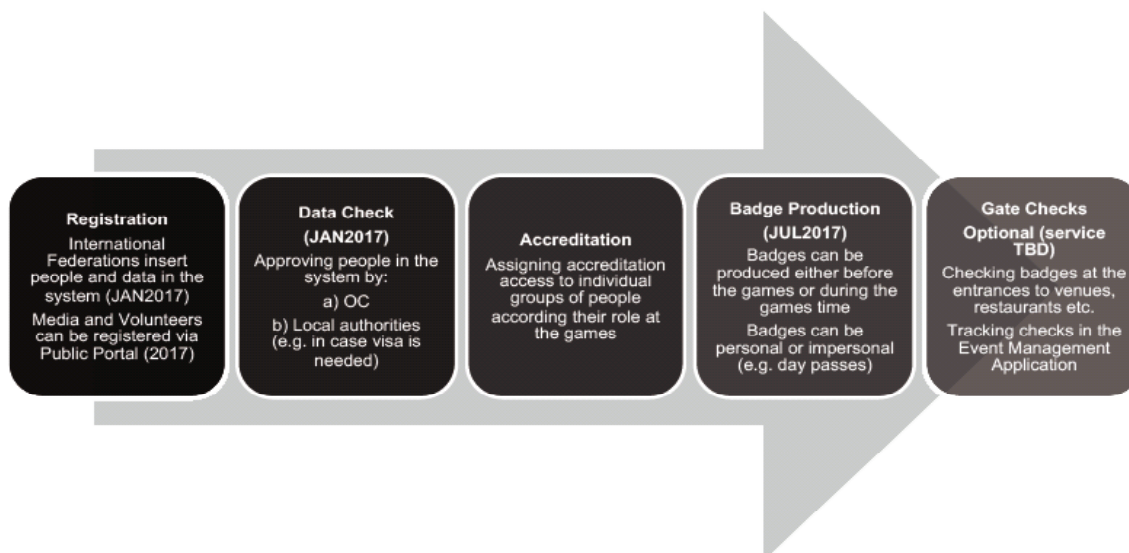 Registration
International
Federations insert
people and data in the
system (JAN2017)
Media and Volunteers
can be registered via
Public Portal (2017)
Data Check
(JAN2017)
Approving people in the
system by:
a) OC
b) Local authorities
(e.g. in case visa is
needed)
Accreditation
Assigning accreditation
access to individual
groups of people
according their role at
the games
Badge Production
(JUL2017)
Badges can be
produced either before
the games or during the
games time
Badges can be
personal or impersonal
(e.g. day passes)
Gate Checks
Optional (service
TBD)
Checking badges at the
entrances to venues,
restaurants etc.
Tracking checks in the
Event Management
Application